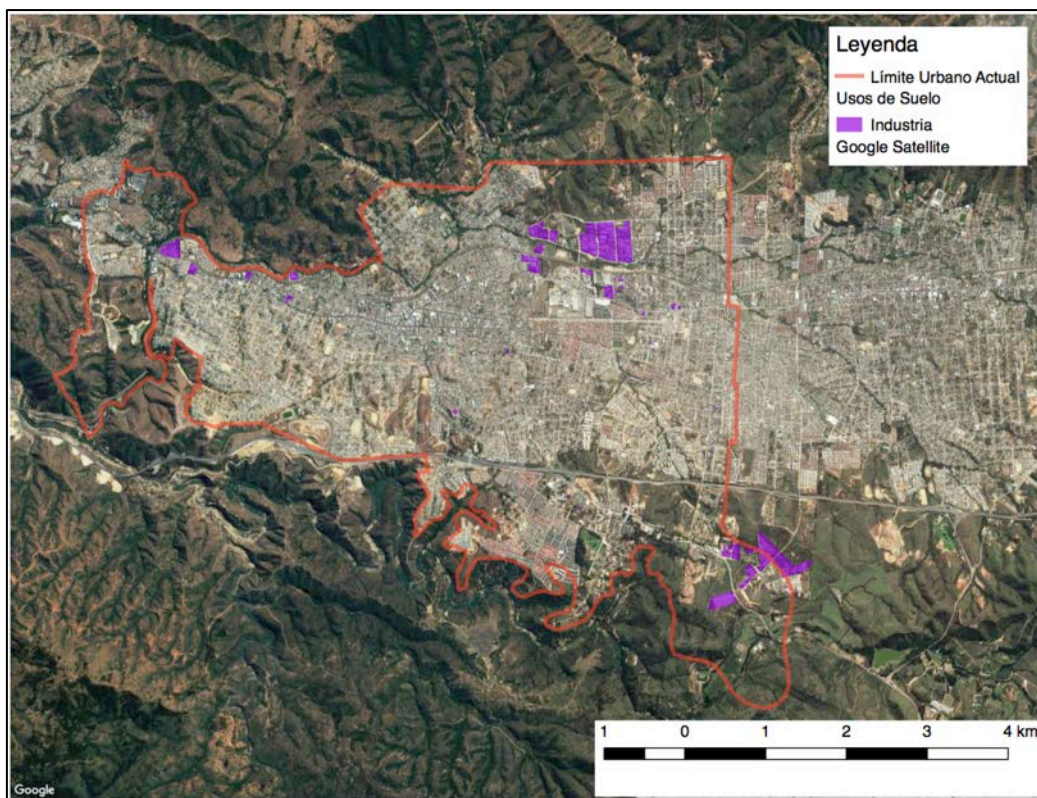 Leyenda
Límite Urbano Actual
Usos de Suelo
Industria
Google Satellite
1 0 1 2 3 4 km
Google